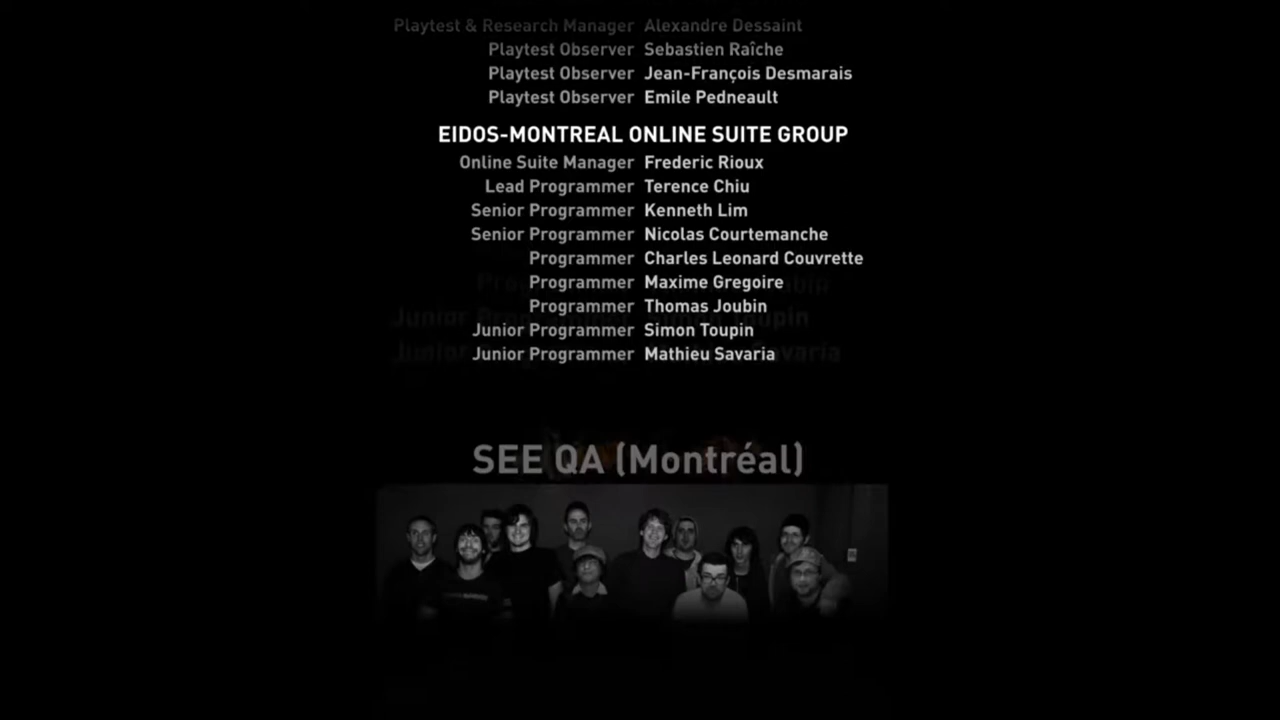 Playtest & Research Manager Alexandre Dessaint
Playtest Observer Sebastien Raîche
Playtest Observer Jean-François Desmarais
Playtest Observer Emile Pedneault
EIDOS-MONTREAL ONLINE SUITE GROUP
Online Suite Manager Frederic Rioux
Lead Programmer Terence Chiu
Senior Programmer Kenneth Lim
Senior Programmer Nicolas Courtemanche
Programmer Charles Leonard Couvrette
Programmer Maxime Gregoire
Programmer Thomas Joubin
Junior Programmer Simon Toupin
Junior Programmer Mathieu Savaria
SEE QA (Montréal)